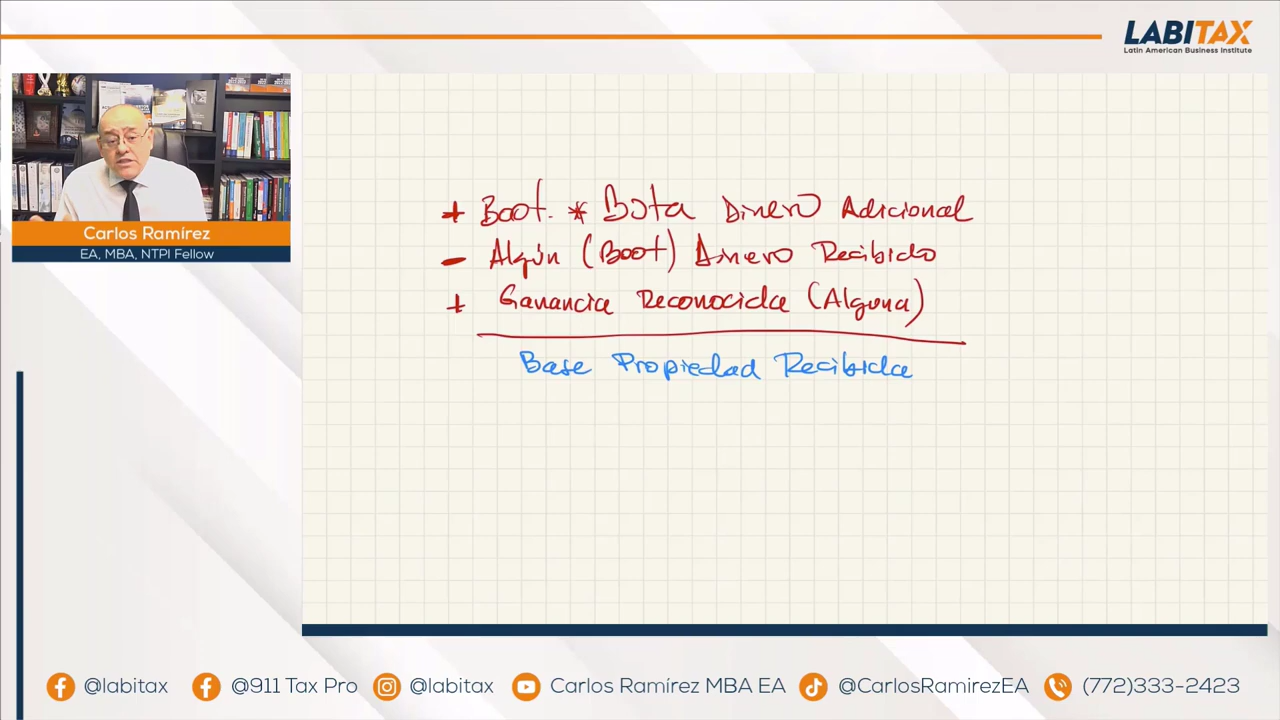 LABITAX
Latin American Business Institute
Carlos Ramírez
EA, MBA, NTPI Fellow
+ Boot. * Bota Dinero Adicional
- Algún (Boot) Dinero Recibido
+ Ganancia Reconocida (Alguna)
Base Propiedad Recibida
@labitax @911 Tax Pro @labitax Carlos Ramírez MBA EA @CarlosRamirezEA (772)333-2423